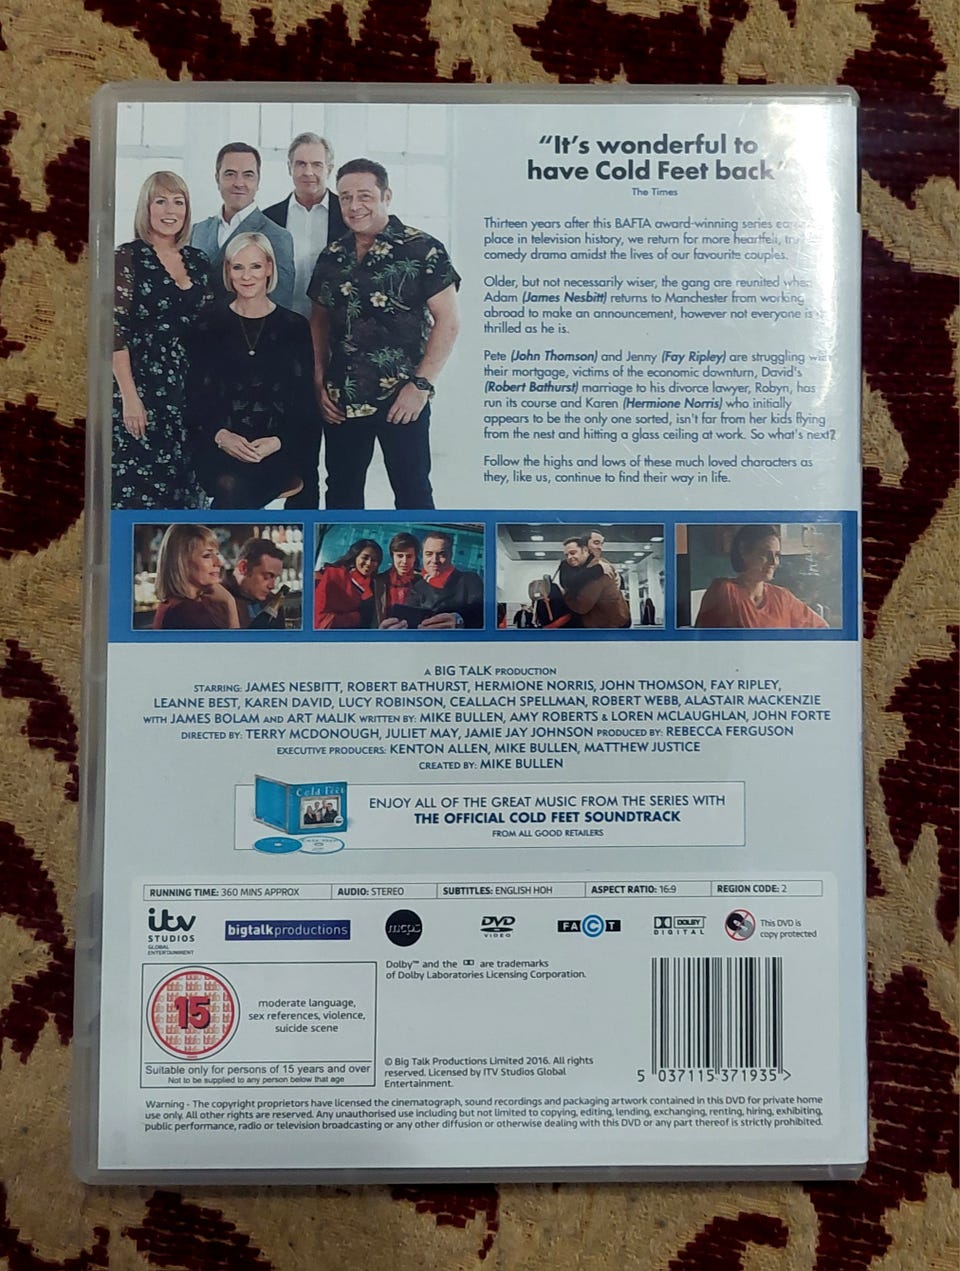 “It’s wonderful to
have Cold Feet back”
The Times
Thirteen years after this BAFTA award-winning series
place in television history, we return for more heartfelt,
comedy drama amidst the lives of our favourite couples.
Older, but not necessarily wiser, the gang are reunited when
Adam (James Nesbitt) returns to Manchester from working
abroad to make an announcement, however not everyone is
thrilled as he is.
Pete (John Thomson) and Jenny (Fay Ripley) are struggling with
their mortgage, victims of the economic downturn, David's
(Robert Bathurst) marriage to his divorce lawyer, Robyn, has
run its course and Karen (Hermione Norris) who initially
appears to be the only one sorted, isn't far from her kids flying
from the nest and hitting a glass ceiling at work. So what's next?
Follow the highs and lows of these much loved characters as
they, like us, continue to find their way in life.
A BIG TALK PRODUCTION
STARRING: JAMES NESBITT, ROBERT BATHURST, HERMIONE NORRIS, JOHN THOMSON, FAY RIPLEY,
LEANNE BEST, KAREN DAVID, LUCY ROBINSON, CEALLACH SPELLMAN, ROBERT WEBB, ALASTAIR MACKENZIE
WITH JAMES BOLAM AND ART MALIK WRITTEN BY: MIKE BULLEN, AMY ROBERTS & LOREN MCLAUGHLAN, JOHN FORTE
DIRECTED BY: TERRY MCDONOUGH, JULIET MAY, JAMIE JAY JOHNSON PRODUCED BY: REBECCA FERGUSON
EXECUTIVE PRODUCERS: KENTON ALLEN, MIKE BULLEN, MATTHEW JUSTICE
CREATED BY: MIKE BULLEN
Cold Feet
ENJOY ALL OF THE GREAT MUSIC FROM THE SERIES WITH
THE OFFICIAL COLD FEET SOUNDTRACK
FROM ALL GOOD RETAILERS
RUNNING TIME: 360 MINS APPROX AUDIO: STEREO SUBTITLES: ENGLISH HOH ASPECT RATIO: 16:9 REGION CODE: 2
itv STUDIOS GLOBAL ENTERTAINMENT
bigtalkproductions
mcps
DVD VIDEO
FACT
DOLBY DIGITAL
This DVD is
copy protected
Dolby™ and the are trademarks
of Dolby Laboratories Licensing Corporation.
15
moderate language,
sex references, violence,
suicide scene
Suitable only for persons of 15 years and over
Not to be supplied to any person below that age
© Big Talk Productions Limited 2016. All rights
reserved. Licensed by ITV Studios Global
Entertainment.
5 037115 371935 >
Warning - The copyright proprietors have licensed the cinematograph, sound recordings and packaging artwork contained in this DVD for private home
use only. All other rights are reserved. Any unauthorised use including but not limited to copying, editing, lending, exchanging, renting, hiring, exhibiting,
public performance, radio or television broadcasting or any other diffusion or otherwise dealing with this DVD or any part thereof is strictly prohibited.